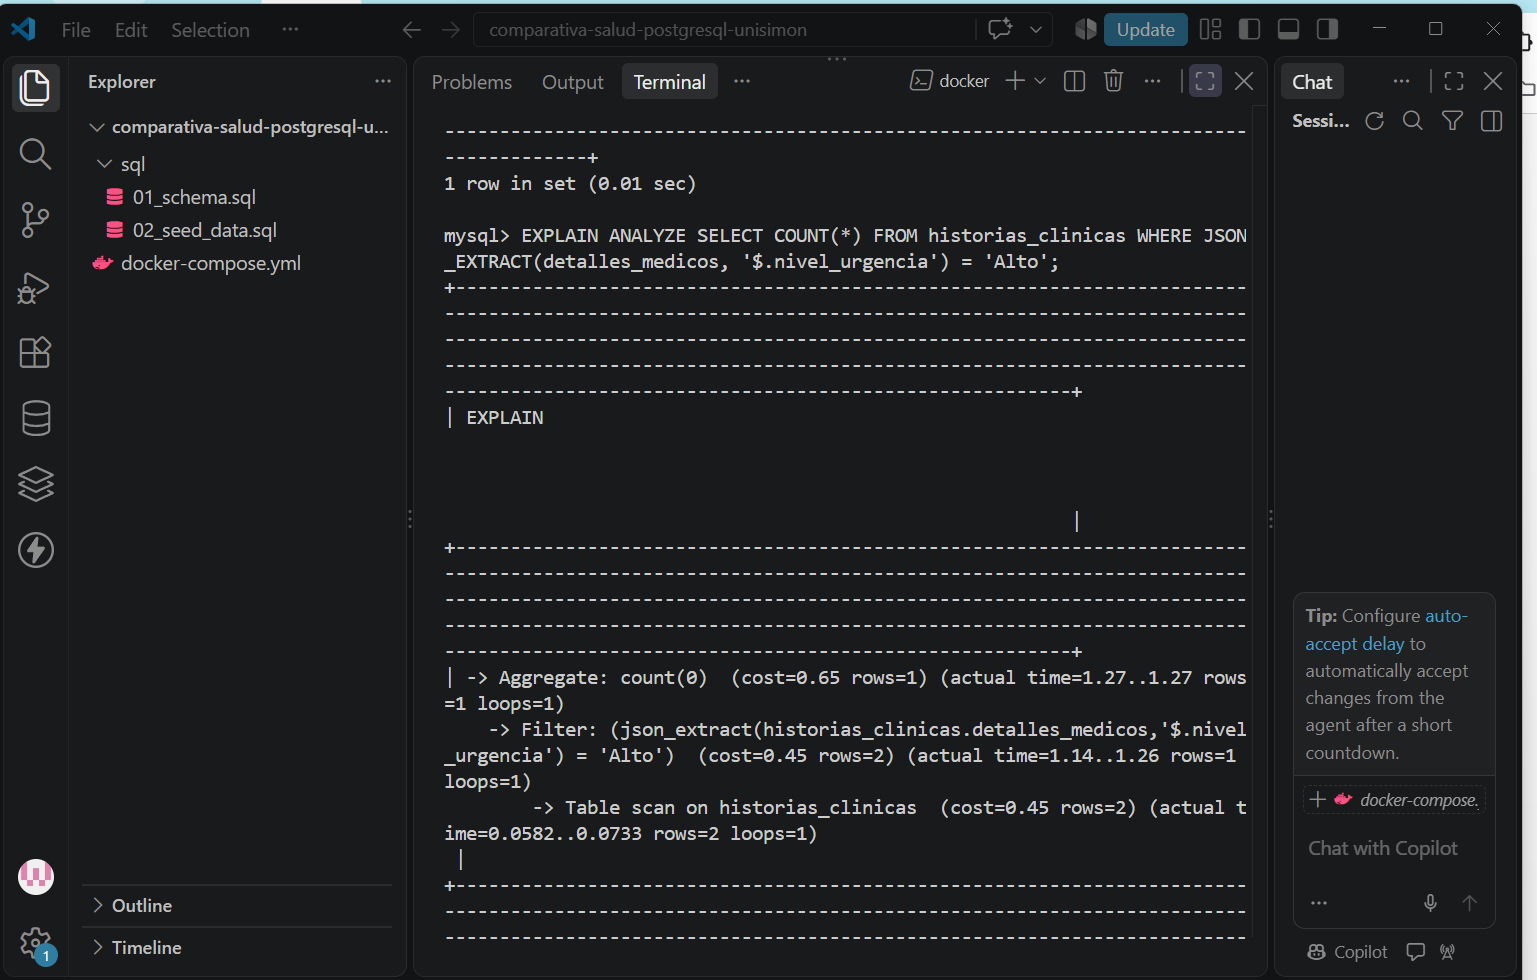 File Edit Selection ··· comparativa-salud-postgresql-unisimon Update
Explorer ···
comparativa-salud-postgresql-u...
sql
01_schema.sql
02_seed_data.sql
docker-compose.yml
Outline
Timeline
1
Problems Output Terminal ··· docker ···
--------------------------------------------------------------------------
-------------+
1 row in set (0.01 sec)
mysql> EXPLAIN ANALYZE SELECT COUNT(*) FROM historias_clinicas WHERE JSON
_EXTRACT(detalles_medicos, '$.nivel_urgencia') = 'Alto';
+-------------------------------------------------------------------------
--------------------------------------------------------------------------
--------------------------------------------------------------------------
--------------------------------------------------------------------------
----------------------------------------------------------+
| EXPLAIN
|
+-------------------------------------------------------------------------
--------------------------------------------------------------------------
--------------------------------------------------------------------------
--------------------------------------------------------------------------
----------------------------------------------------------+
| -> Aggregate: count(0)  (cost=0.65 rows=1) (actual time=1.27..1.27 rows
=1 loops=1)
    -> Filter: (json_extract(historias_clinicas.detalles_medicos,'$.nivel
_urgencia') = 'Alto')  (cost=0.45 rows=2) (actual time=1.14..1.26 rows=1
loops=1)
        -> Table scan on historias_clinicas  (cost=0.45 rows=2) (actual t
ime=0.0582..0.0733 rows=2 loops=1)
 |
+-------------------------------------------------------------------------
--------------------------------------------------------------------------
--------------------------------------------------------------------------
Chat ···
Sessi...
Tip: Configure auto-
accept delay to
automatically accept
changes from the
agent after a short
countdown.
docker-compose.
Chat with Copilot
···
Copilot